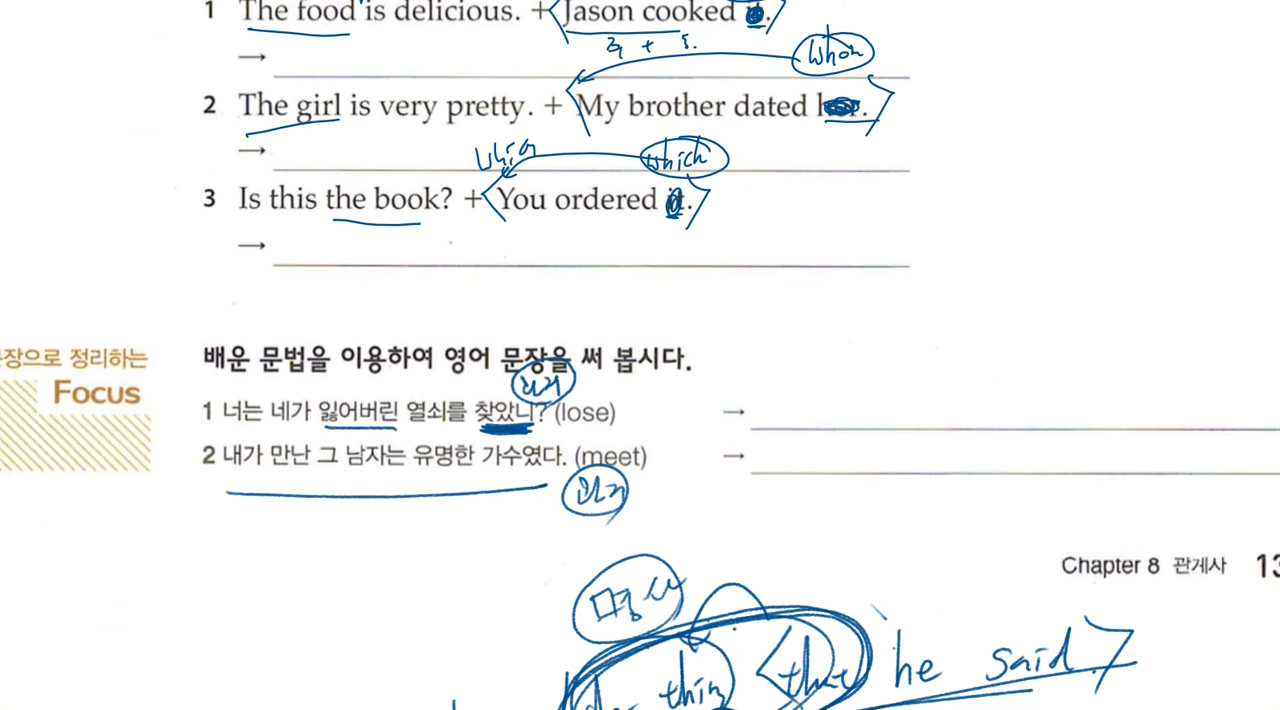 1 The food is delicious. + Jason cooked it.
→
whom
2 The girl is very pretty. + My brother dated her.
→
which which
3 Is this the book? + You ordered it.
→
문장으로 정리하는
Focus
배운 문법을 이용하여 영어 문장을 써 봅시다.
과거
1 너는 네가 잃어버린 열쇠를 찾았니? (lose) →
2 내가 만난 그 남자는 유명한 가수였다. (meet) →
과거
Chapter 8 관계사 13
명사
thing that he said